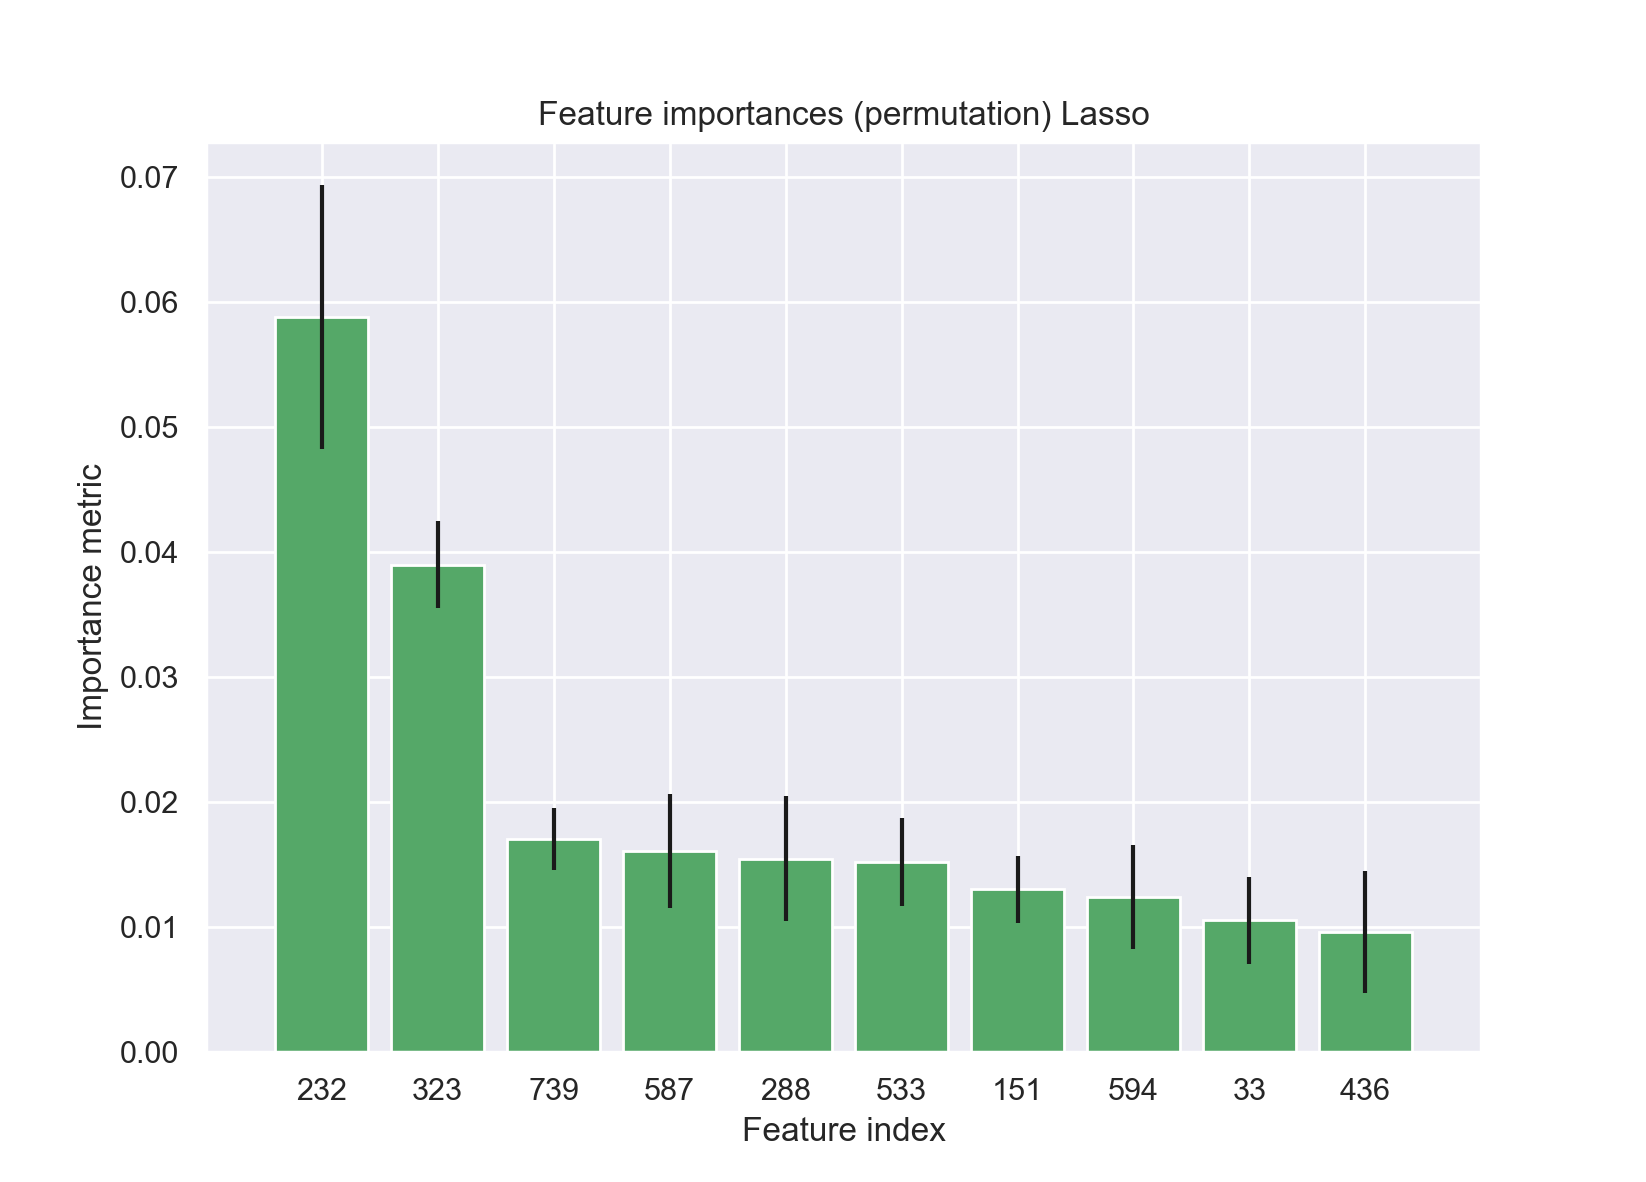 Feature importances (permutation) Lasso
0.07
0.06
0.05
0.04
0.03
0.02
0.01
0.00
Importance metric
232 323 739 587 288 533 151 594 33 436
Feature index